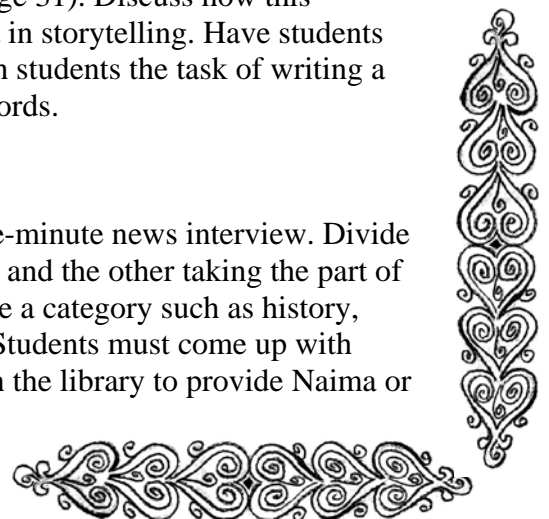 ge 31). Discuss how this
in storytelling. Have students
students the task of writing a
ords.
e-minute news interview. Divide
and the other taking the part of
e a category such as history,
Students must come up with
the library to provide Naima or